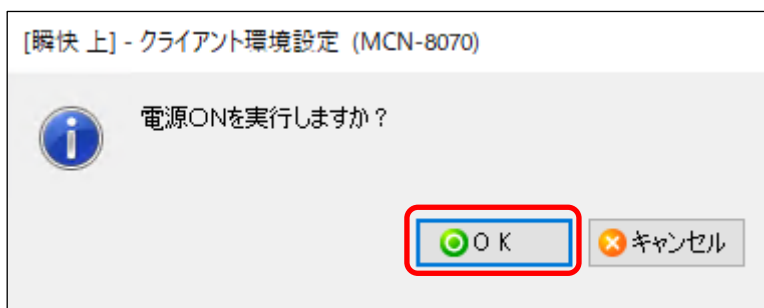 [瞬快 上] - クライアント環境設定 (MCN-8070)
電源ONを実行しますか？
ＯＫ
キャンセル